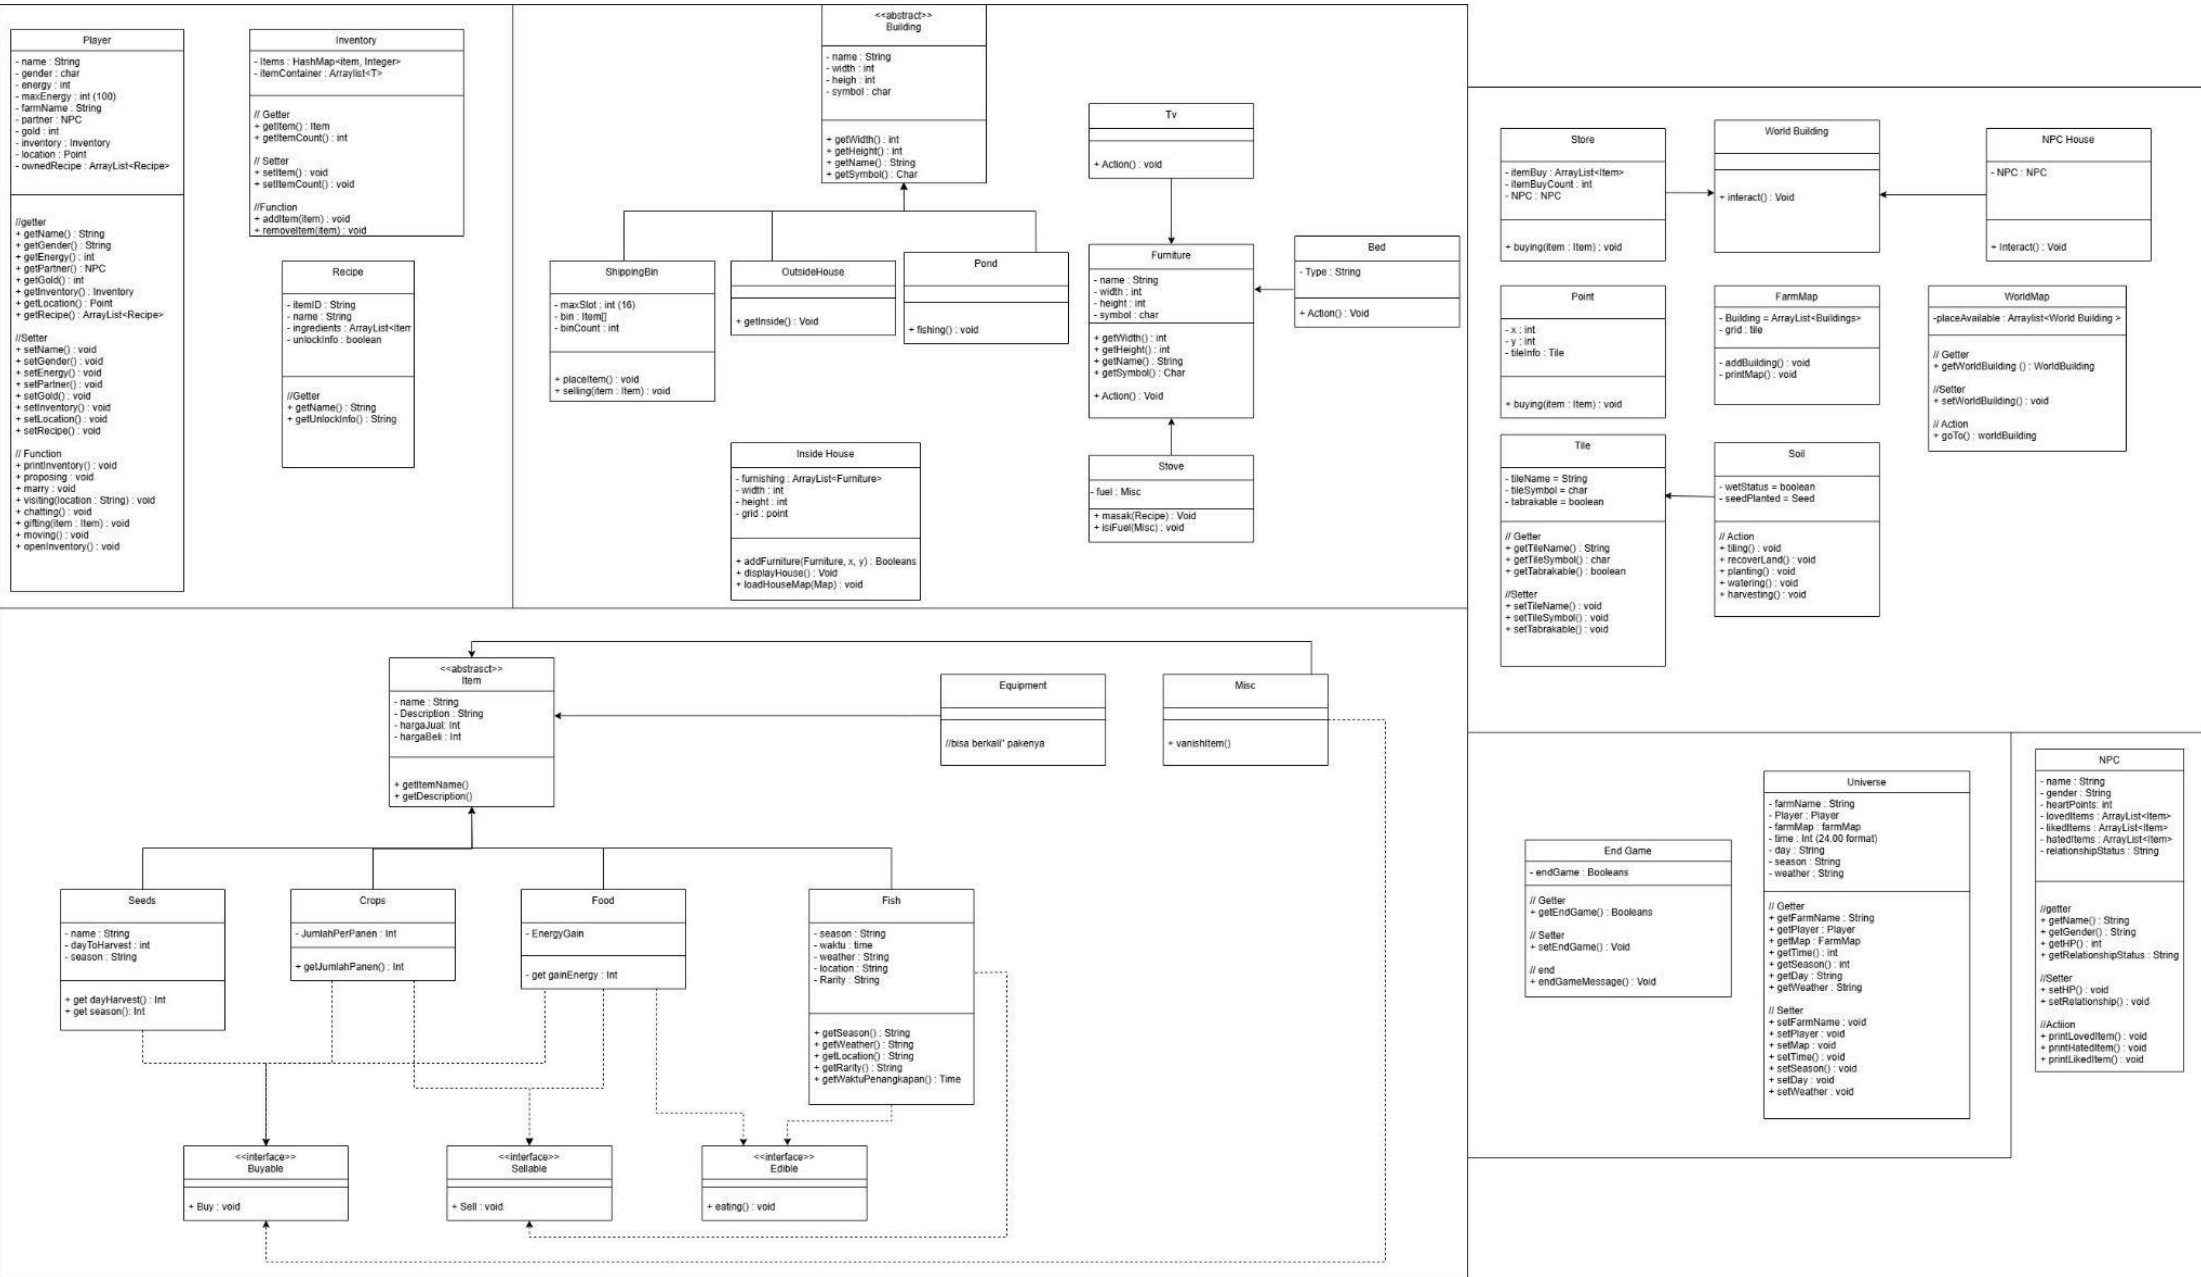 Player
- name : String
- gender : char
- energy : int
- maxEnergy : int (100)
- farmName : String
- partner : NPC
- gold : int
- inventory : Inventory
- location : Point
- ownedRecipe : ArrayList<Recipe>
//getter
+ getName() : String
+ getGender() : String
+ getEnergy() : int
+ getPartner() : NPC
+ getGold() : int
+ getInventory() : Inventory
+ getLocation() : Point
+ getRecipe() : ArrayList<Recipe>
//Setter
+ setName() : void
+ setGender() : void
+ setEnergy() : void
+ setPartner() : void
+ setGold() : void
+ setInventory() : void
+ setLocation() : void
+ setRecipe() : void
// Function
+ printInventory() : void
+ proposing : void
+ marry : void
+ visiting(location : String) : void
+ chatting() : void
+ gifting(item : Item) : void
+ moving() : void
+ openInventory() : void
Inventory
- Items : HashMap<item, Integer>
- itemContainer : Arraylist<T>
// Getter
+ getItem() : Item
+ getItemCount() : int
// Setter
+ setItem() : void
+ setItemCount() : void
//Function
+ addItem(item) : void
+ removeItem(item) : void
Recipe
- itemID : String
- name : String
- ingredients : ArrayList<Item
- unlockInfo : boolean
//Getter
+ getName() : String
+ getUnlockInfo() : String
<<abstract>>
Building
- name : String
- width : int
- heigh : int
- symbol : char
+ getWidth() : int
+ getHeight() : int
+ getName() : String
+ getSymbol() : Char
ShippingBin
- maxSlot : int (16)
- bin : Item[]
- binCount : int
+ placeItem() : void
+ selling(item : Item) : void
OutsideHouse
+ getInside() : Void
Pond
+ fishing() : void
Tv
+ Action() : void
Furniture
- name : String
- width : int
- height : int
- symbol : char
+ getWidth() : int
+ getHeight() : int
+ getName() : String
+ getSymbol() : Char
+ Action() : Void
Bed
- Type : String
+ Action() : Void
Stove
- fuel : Misc
+ masak(Recipe) : Void
+ isiFuel(Misc) : void
Inside House
- furnishing : ArrayList<Furniture>
- width : int
- height : int
- grid : point
+ addFurniture(Furniture, x, y) : Booleans
+ displayHouse() : Void
+ loadHouseMap(Map) : void
Store
- itemBuy : ArrayList<Item>
- itemBuyCount : int
- NPC : NPC
+ buying(item : Item) : void
World Building
+ interact() : Void
NPC House
- NPC : NPC
+ Interact() : Void
Point
- x : int
- y : int
- tileInfo : Tile
+ buying(item : Item) : void
FarmMap
- Building = ArrayList<Buildings>
- grid : tile
- addBuilding() : void
- printMap() : void
WorldMap
-placeAvailable : Arraylist<World Building >
// Getter
+ getWorldBuilding () : WorldBuilding
//Setter
+ setWorldBuilding() : void
// Action
+ goTo() : worldBuilding
Tile
- tileName = String
- tileSymbol = char
- tabrakable = boolean
// Getter
+ getTileName() : String
+ getTileSymbol() : char
+ getTabrakable() : boolean
//Setter
+ setTileName() : void
+ setTileSymbol() : void
+ setTabrakable() : void
Soil
- wetStatus = boolean
- seedPlanted = Seed
// Action
+ tiling() : void
+ recoverLand() : void
+ planting() : void
+ watering() : void
+ harvesting() : void
<<abstrasct>>
Item
- name : String
- Description : String
- hargaJual: Int
- hargaBeli : Int
+ getItemName()
+ getDescription()
Equipment
//bisa berkali" pakenya
Misc
+ vanishItem()
Seeds
- name : String
- dayToHarvest : int
- season : String
+ get dayHarvest() : Int
+ get season(): Int
Crops
- JumlahPerPanen : Int
+ getJumlahPanen() : Int
Food
- EnergyGain
- get gainEnergy : Int
Fish
- season : String
- waktu : time
- weather : String
- location : String
- Rarity : String
+ getSeason() : String
+ getWeather() : String
+ getLocation() : String
+ getRarity() : String
+ getWaktuPenangkapan() : Time
<<interface>>
Buyable
+ Buy : void
<<interface>>
Sellable
+ Sell : void
<<interface>>
Edible
+ eating() : void
End Game
- endGame : Booleans
// Getter
+ getEndGame() : Booleans
// Setter
+ setEndGame() : Void
// end
+ endGameMessage() : Void
Universe
- farmName : String
- Player : Player
- farmMap : farmMap
- time : Int (24.00 format)
- day : String
- season : String
- weather : String
// Getter
+ getFarmName : String
+ getPlayer : Player
+ getMap : FarmMap
+ getTime() : int
+ getSeason() : int
+ getDay : String
+ getWeather : String
// Setter
+ setFarmName : void
+ setPlayer : void
+ setMap : void
+ setTime() : void
+ setSeason() : void
+ setDay : void
+ setWeather : void
NPC
- name : String
- gender : String
- heartPoints: int
- lovedItems : ArrayList<Item>
- likedItems : ArrayList<Item>
- hatedItems : ArrayList<Item>
- relationshipStatus : String
//getter
+ getName() : String
+ getGender() : String
+ getHP() : int
+ getRelationshipStatus : String
//Setter
+ setHP() : void
+ setRelationship() : void
//Actiion
+ printLovedItem() : void
+ printHatedItem() : void
+ printLikedItem() : void